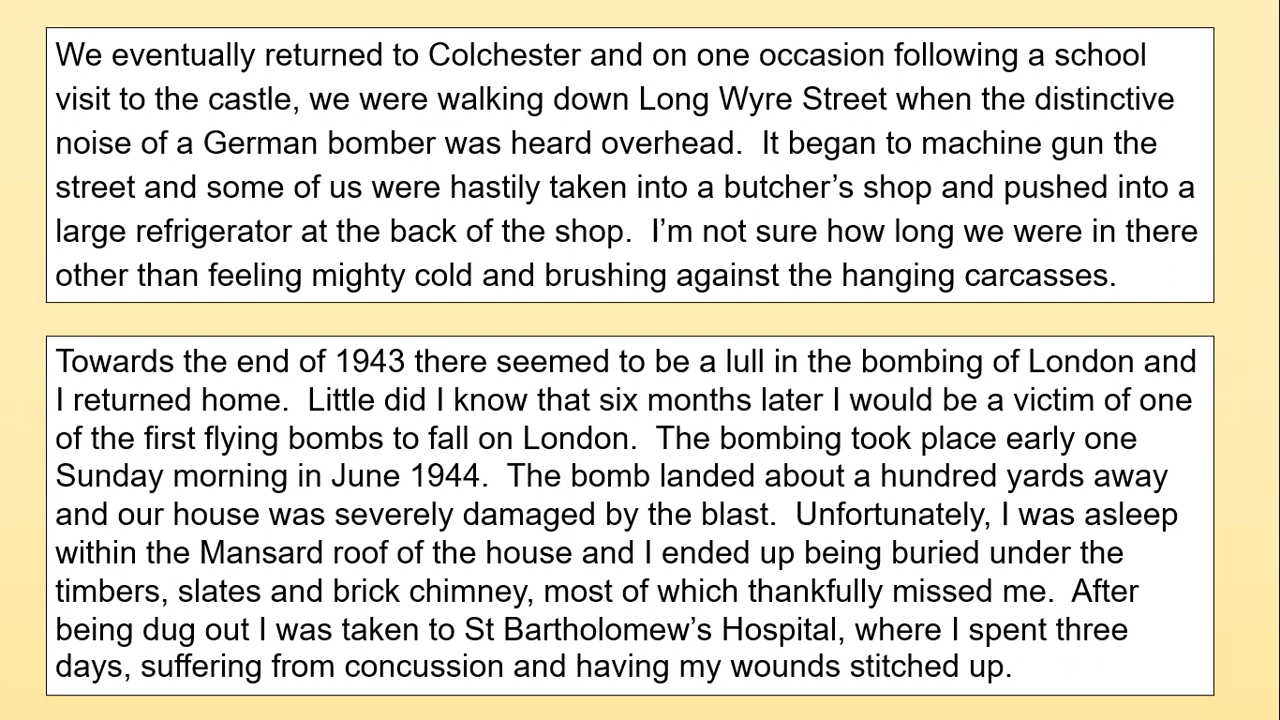 We eventually returned to Colchester and on one occasion following a school
visit to the castle, we were walking down Long Wyre Street when the distinctive
noise of a German bomber was heard overhead.  It began to machine gun the
street and some of us were hastily taken into a butcher’s shop and pushed into a
large refrigerator at the back of the shop.  I’m not sure how long we were in there
other than feeling mighty cold and brushing against the hanging carcasses.
Towards the end of 1943 there seemed to be a lull in the bombing of London and
I returned home.  Little did I know that six months later I would be a victim of one
of the first flying bombs to fall on London.  The bombing took place early one
Sunday morning in June 1944.  The bomb landed about a hundred yards away
and our house was severely damaged by the blast.  Unfortunately, I was asleep
within the Mansard roof of the house and I ended up being buried under the
timbers, slates and brick chimney, most of which thankfully missed me.  After
being dug out I was taken to St Bartholomew’s Hospital, where I spent three
days, suffering from concussion and having my wounds stitched up.